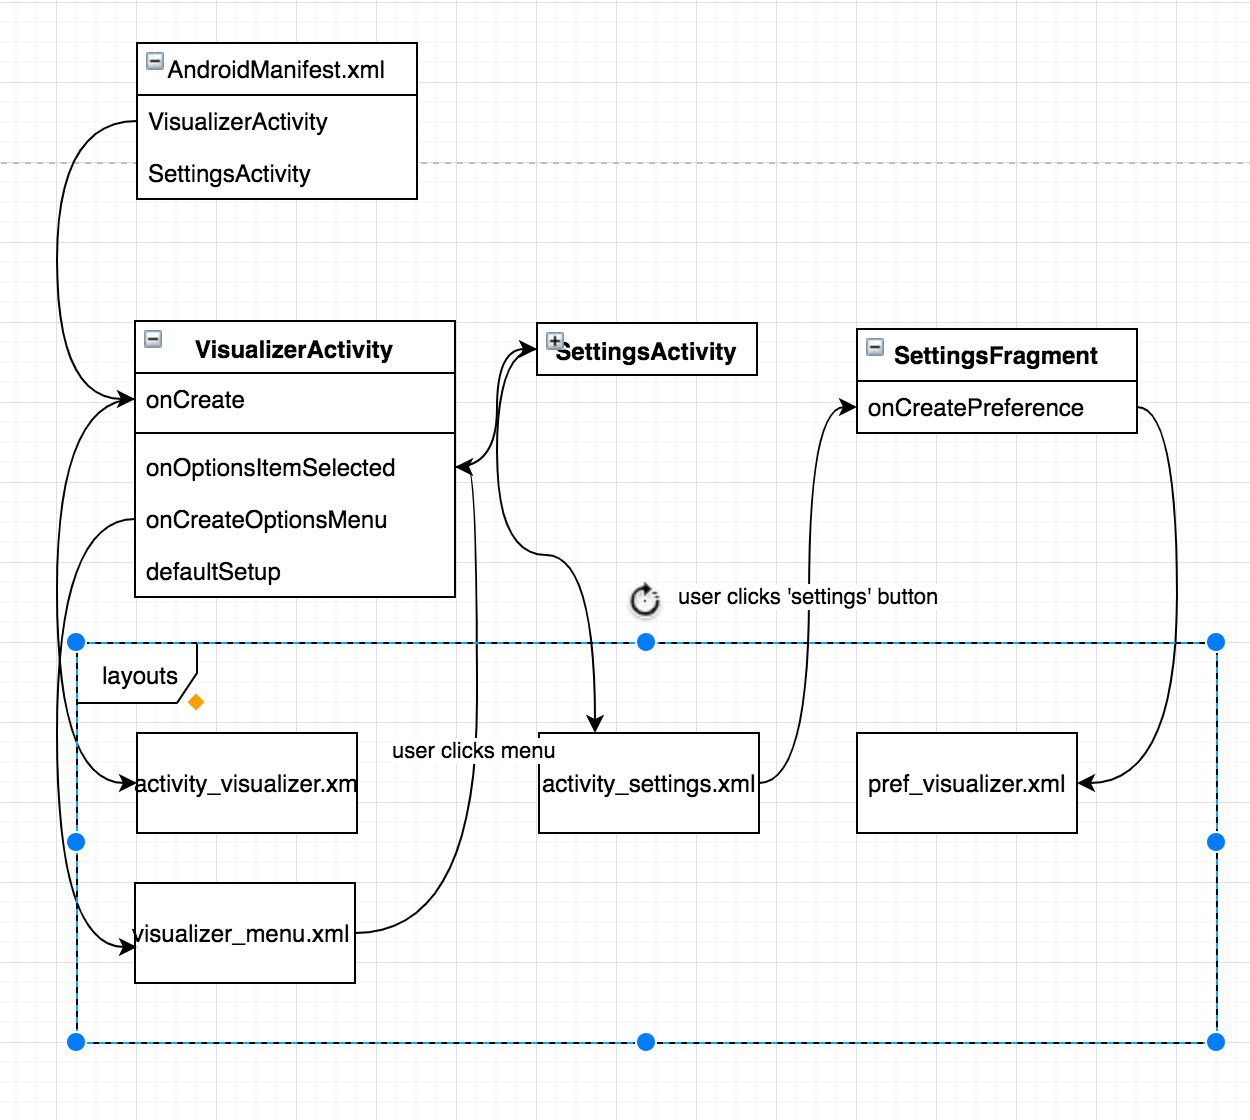 AndroidManifest.xml
VisualizerActivity
SettingsActivity
VisualizerActivity
onCreate
onOptionsItemSelected
onCreateOptionsMenu
defaultSetup
SettingsActivity
SettingsFragment
onCreatePreference
user clicks 'settings' button
layouts
user clicks menu
activity_visualizer.xm
activity_settings.xml
pref_visualizer.xml
visualizer_menu.xml